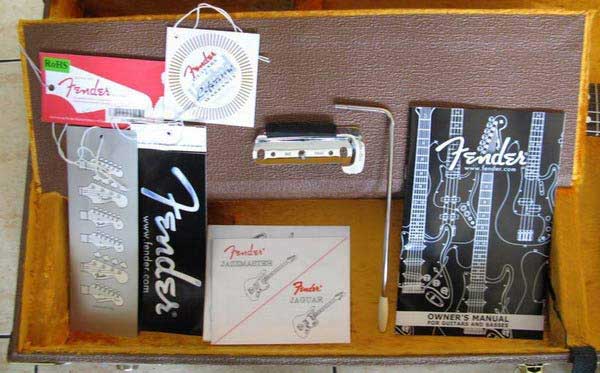 RoHS
Fender
Fender
Fender
www.fender.com
Fender
JAZZMASTER
Fender
JAGUAR
Fender
www.fender.com
OWNER'S MANUAL
FOR GUITARS AND BASSES